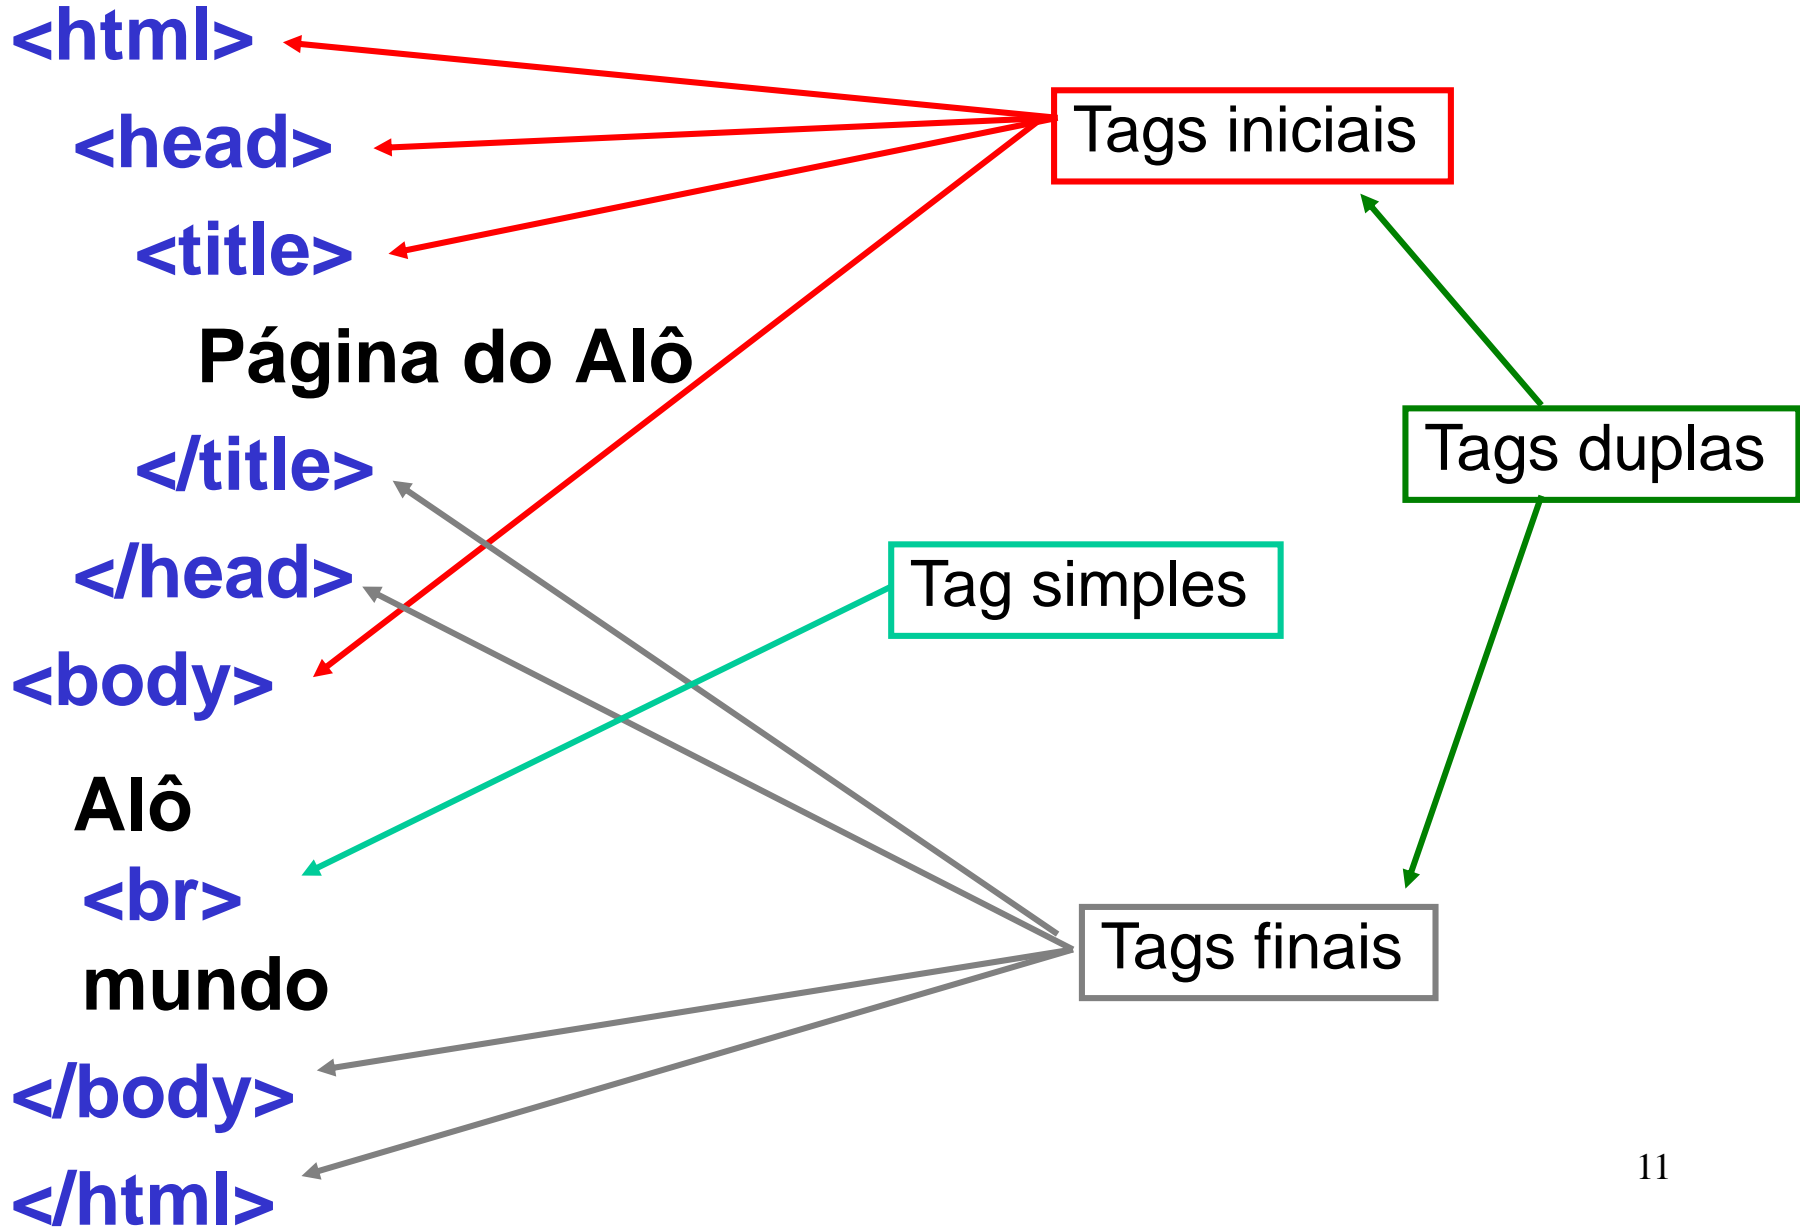 <html>
<head>
<title>
Página do Alô
</title>
</head>
<body>
Alô
<br>
mundo
</body>
</html>
Tags iniciais
Tags duplas
Tag simples
Tags finais
11